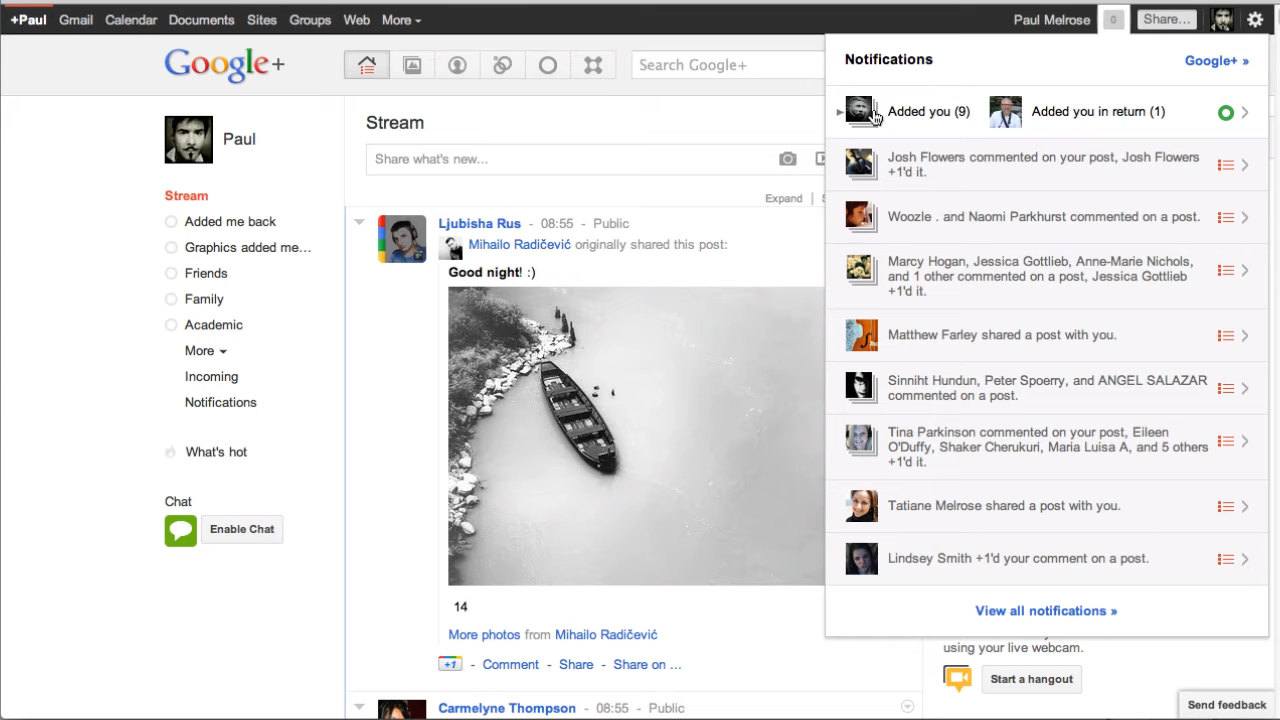 +Paul Gmail Calendar Documents Sites Groups Web More
Paul Melrose 0 Share...
Google+
Search Google+
Paul
Stream
Added me back
Graphics added me...
Friends
Family
Academic
More
Incoming
Notifications
What's hot
Chat
Enable Chat
Stream
Share what's new...
Expand
Ljubisha Rus - 08:55 - Public
Mihailo Radičević originally shared this post:
Good night! :)
14
More photos from Mihailo Radičević
+1 - Comment - Share - Share on ...
Carmelyne Thompson - 08:55 - Public
Notifications
Google+ »
Added you (9) Added you in return (1)
Josh Flowers commented on your post, Josh Flowers
+1'd it.
Woozle . and Naomi Parkhurst commented on a post.
Marcy Hogan, Jessica Gottlieb, Anne-Marie Nichols,
and 1 other commented on a post, Jessica Gottlieb
+1'd it.
Matthew Farley shared a post with you.
Sinniht Hundun, Peter Spoerry, and ANGEL SALAZAR
commented on a post.
Tina Parkinson commented on your post, Eileen
O'Duffy, Shaker Cherukuri, Maria Luisa A, and 5 others
+1'd it.
Tatiane Melrose shared a post with you.
Lindsey Smith +1'd your comment on a post.
View all notifications »
using your live webcam.
Start a hangout
Send feedback